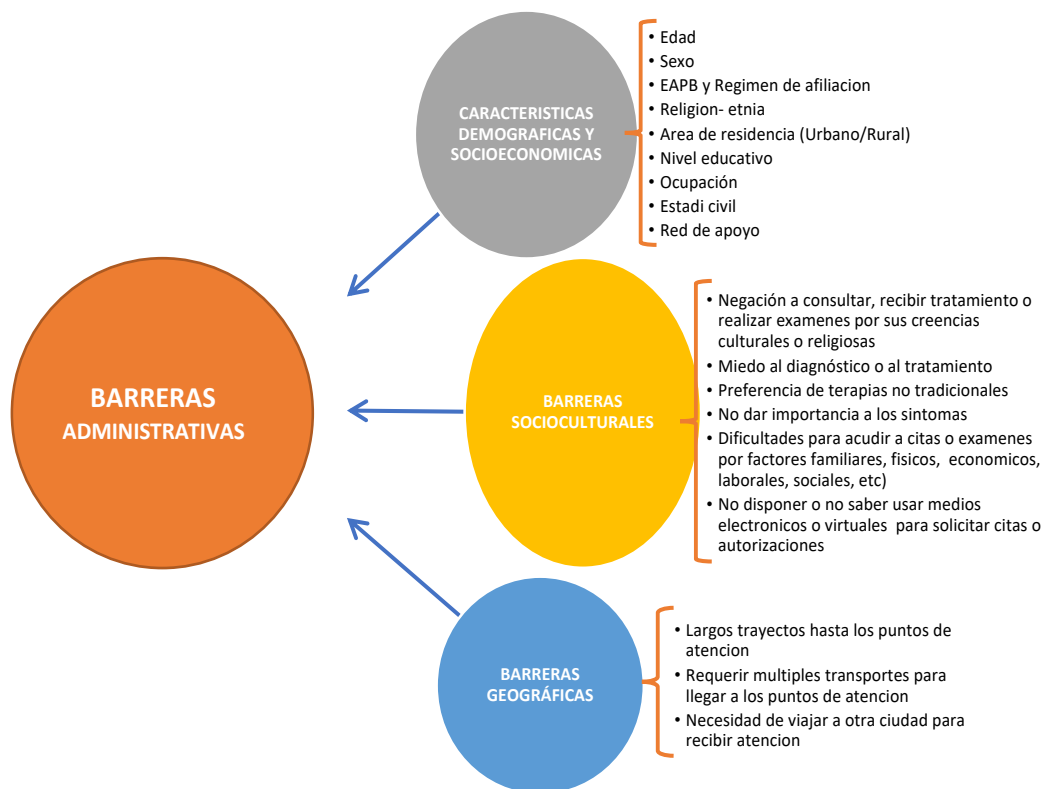 CARACTERISTICAS
DEMOGRAFICAS Y
SOCIOECONOMICAS
• Edad
• Sexo
• EAPB y Regimen de afiliacion
• Religion- etnia
• Area de residencia (Urbano/Rural)
• Nivel educativo
• Ocupación
• Estadi civil
• Red de apoyo
BARRERAS
ADMINISTRATIVAS
BARRERAS
SOCIOCULTURALES
• Negación a consultar, recibir tratamiento o
realizar examenes por sus creencias
culturales o religiosas
• Miedo al diagnóstico o al tratamiento
• Preferencia de terapias no tradicionales
• No dar importancia a los sintomas
• Dificultades para acudir a citas o examenes
por factores familiares, fisicos, economicos,
laborales, sociales, etc)
• No disponer o no saber usar medios
electronicos o virtuales para solicitar citas o
autorizaciones
BARRERAS
GEOGRÁFICAS
• Largos trayectos hasta los puntos de
atencion
• Requerir multiples transportes para
llegar a los puntos de atencion
• Necesidad de viajar a otra ciudad para
recibir atencion